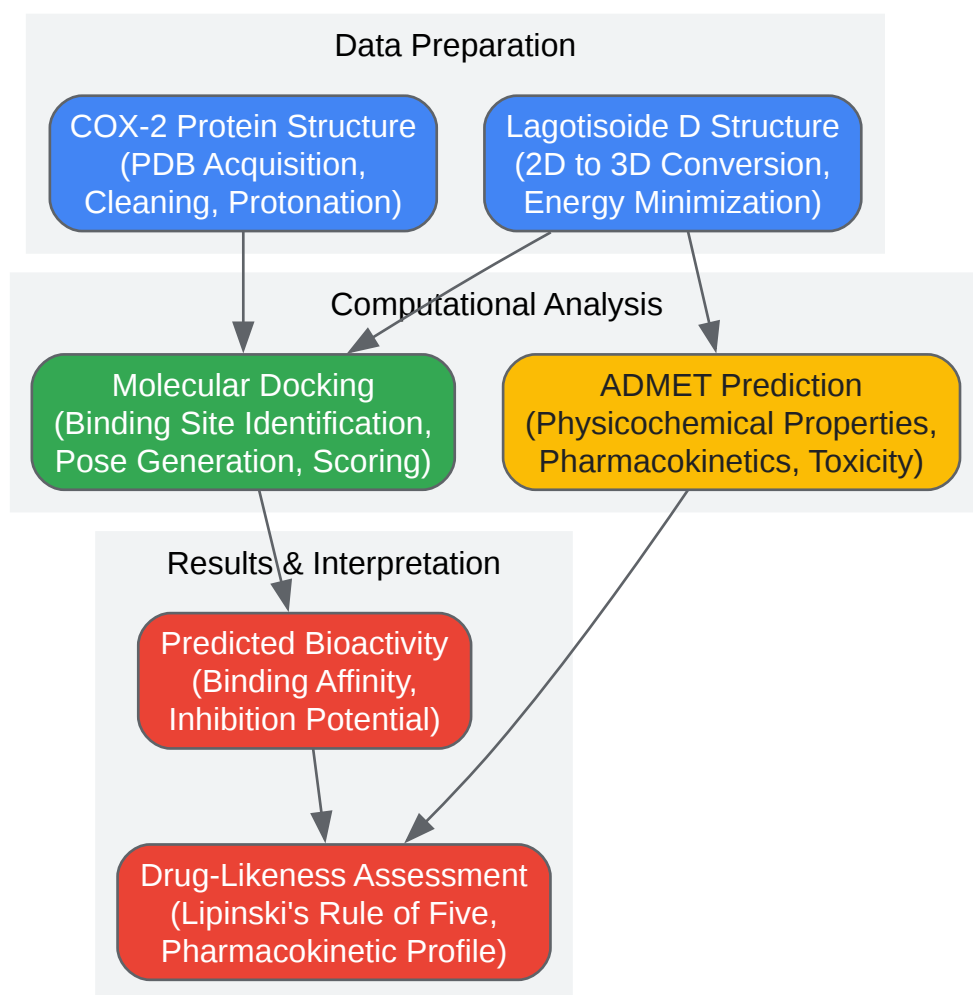 Data Preparation
COX-2 Protein Structure
(PDB Acquisition,
Cleaning, Protonation)
Lagotisoide D Structure
(2D to 3D Conversion,
Energy Minimization)
Computational Analysis
Molecular Docking
(Binding Site Identification,
Pose Generation, Scoring)
ADMET Prediction
(Physicochemical Properties,
Pharmacokinetics, Toxicity)
Results & Interpretation
Predicted Bioactivity
(Binding Affinity,
Inhibition Potential)
Drug-Likeness Assessment
(Lipinski's Rule of Five,
Pharmacokinetic Profile)